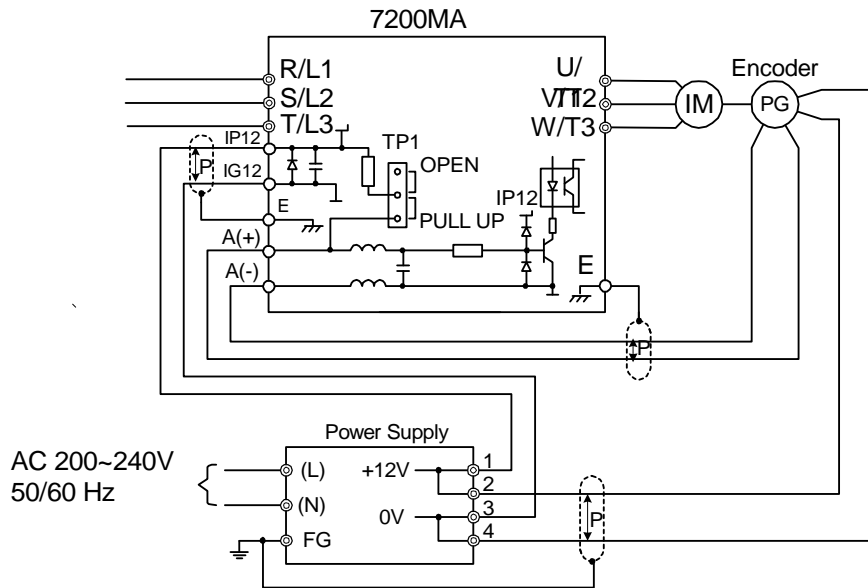 7200MA
R/L1
S/L2
T/L3
U/
V/T12
W/T3
IM
Encoder
PG
IP12
P
IG12
TP1
OPEN
PULL UP
IP12
E
A(+)
A(-)
E
P
Power Supply
AC 200~240V
50/60 Hz
(L)
(N)
FG
+12V
0V
1
2
3
4
P